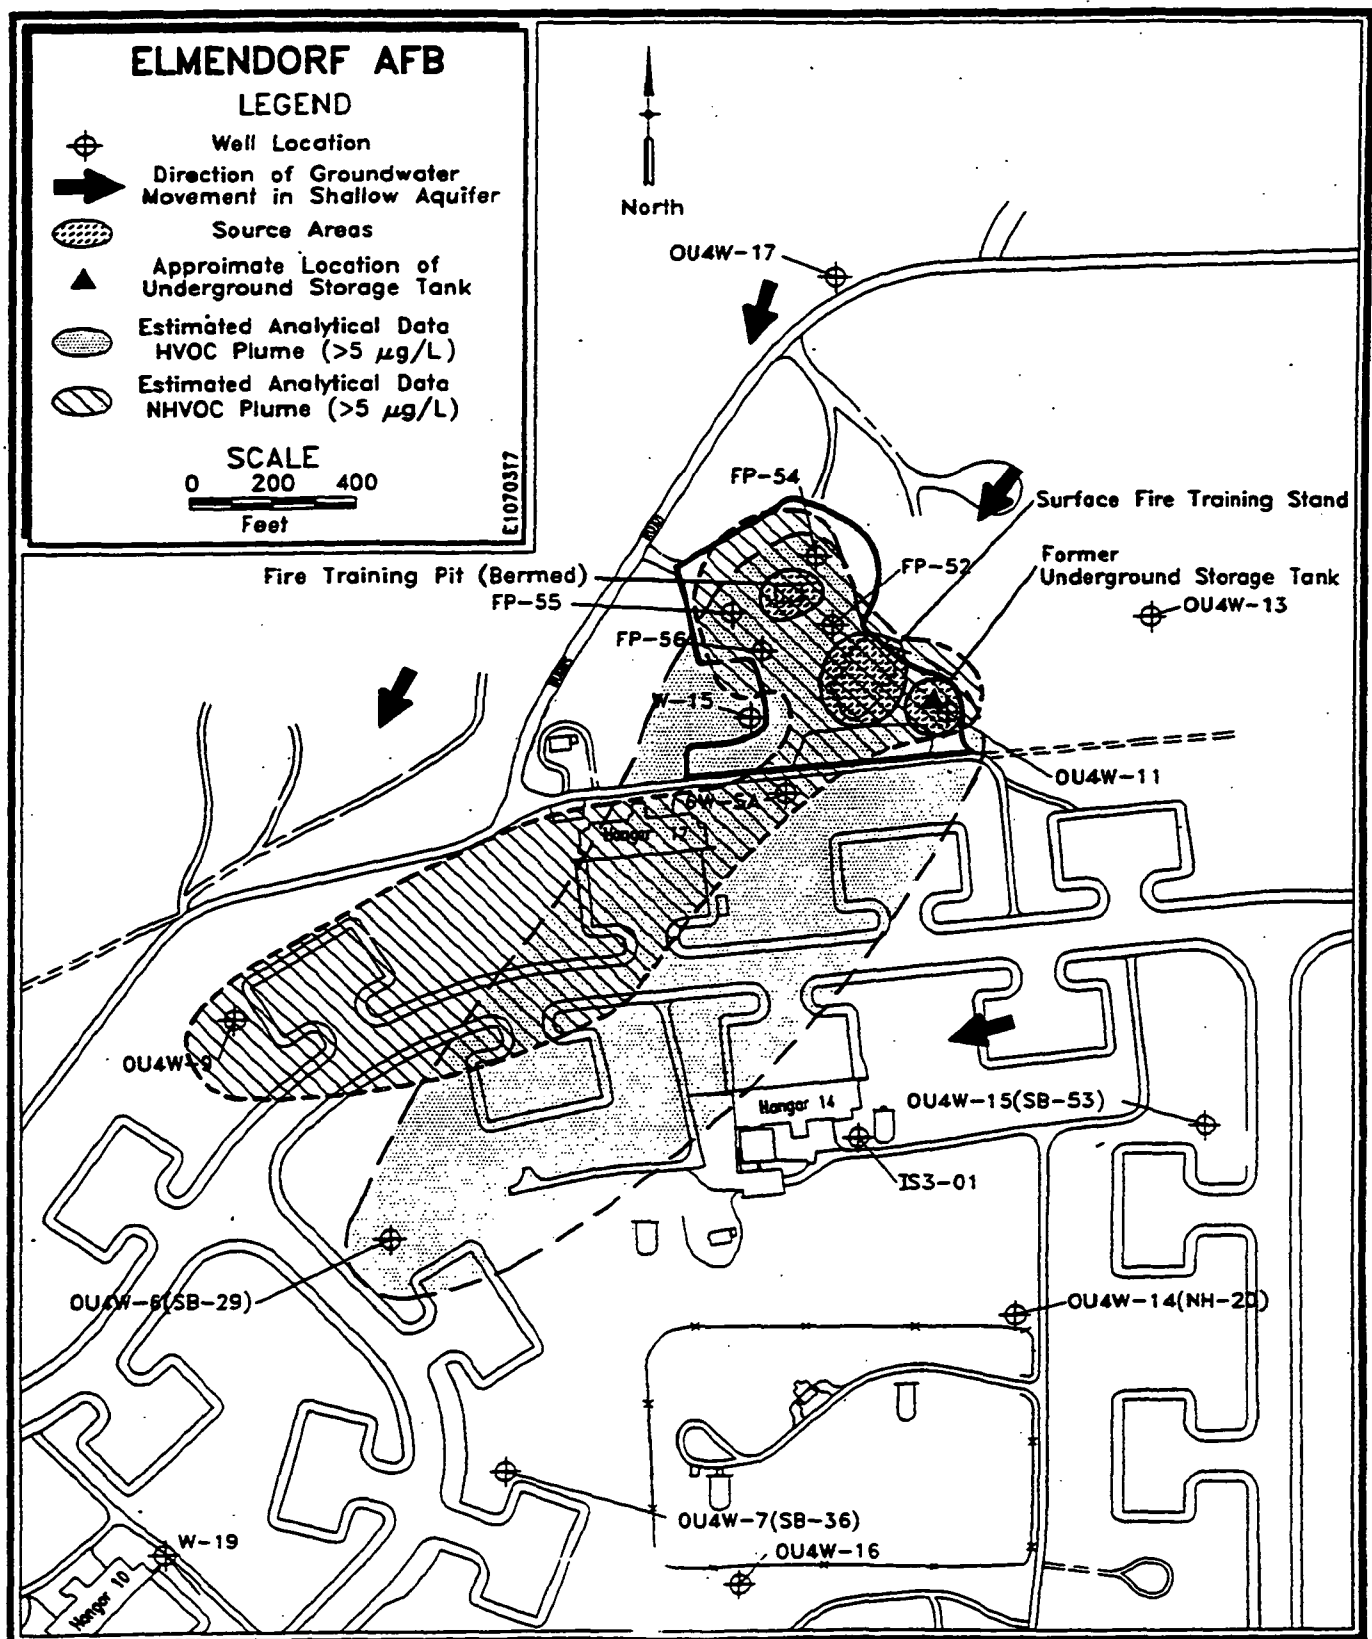 ELMENDORF AFB
LEGEND
Well Location
Direction of Groundwater
Movement in Shallow Aquifer
Source Areas
Approimate Location of
Underground Storage Tank
Estimated Analytical Data
HVOC Plume (>5 µg/L)
Estimated Analytical Data
NHVOC Plume (>5 µg/L)
SCALE
0 200 400
Feet
E10703T7
North
OU4W-17
FP-54
Surface Fire Training Stand
Former
Underground Storage Tank
FP-52
Fire Training Pit (Bermed)
FP-55
OU4W-13
FP-56
W-15
OU4W-11
Hangar 17
OU4W-9
Hangar 14
OU4W-15(SB-53)
IS3-01
OU4W-6(SB-29)
OU4W-14(NH-20)
OU4W-7(SB-36)
W-19
OU4W-16
Hangar 10